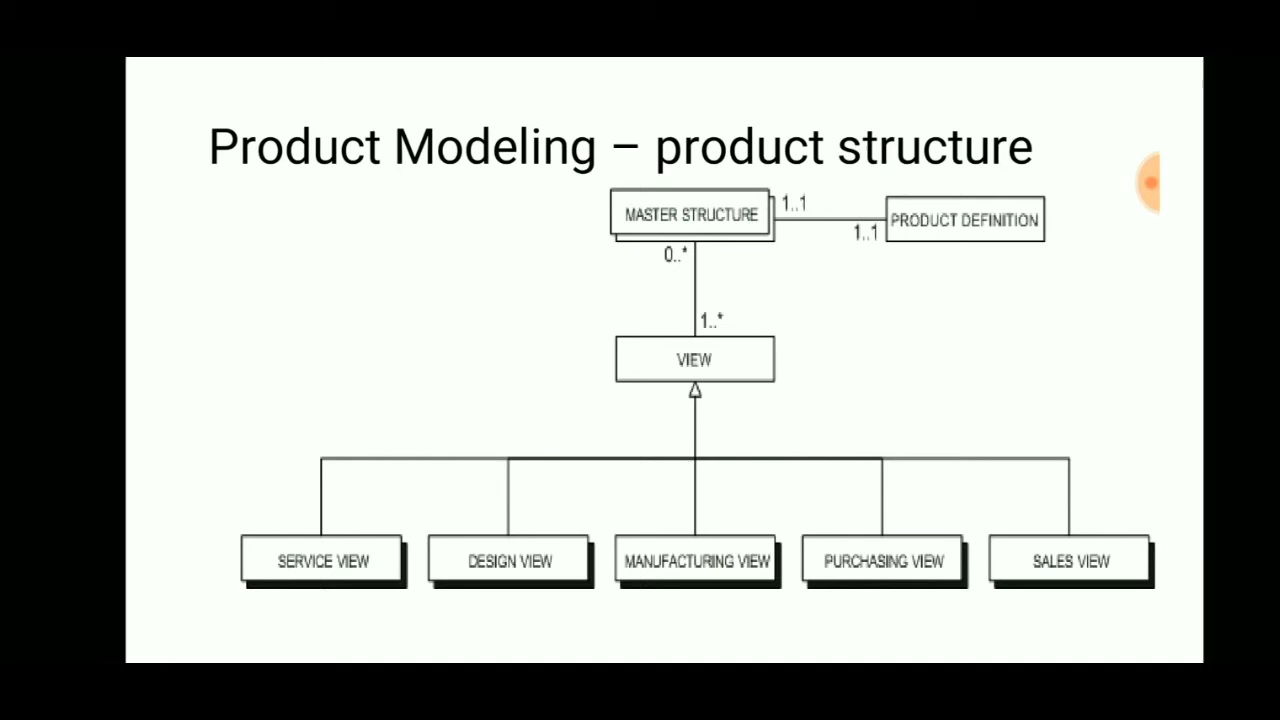 Product Modeling – product structure
MASTER STRUCTURE
1..1
PRODUCT DEFINITION
1..1
0..*
1..*
VIEW
SERVICE VIEW
DESIGN VIEW
MANUFACTURING VIEW
PURCHASING VIEW
SALES VIEW